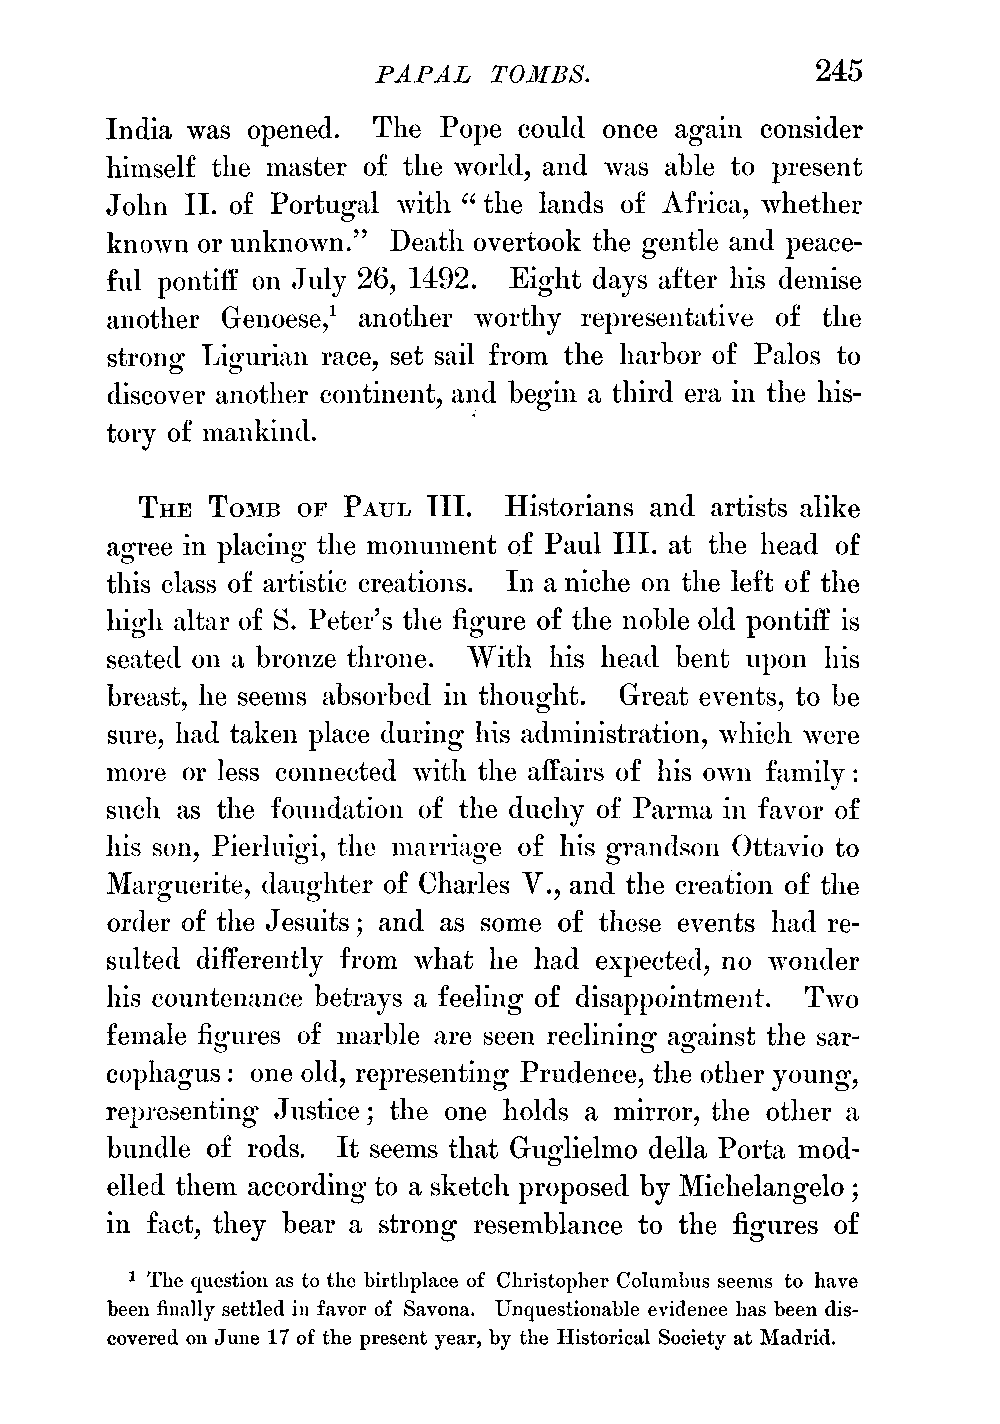 PAPAL TOMBS. 245
India was opened. The Pope could once again consider
himself the master of the world, and was able to present
John II. of Portugal with “the lands of Africa, whether
known or unknown.” Death overtook the gentle and peace-
ful pontiff on July 26, 1492. Eight days after his demise
another Genoese,¹ another worthy representative of the
strong Ligurian race, set sail from the harbor of Palos to
discover another continent, and begin a third era in the his-
tory of mankind.
THE TOMB OF PAUL III. Historians and artists alike
agree in placing the monument of Paul III. at the head of
this class of artistic creations. In a niche on the left of the
high altar of S. Peter’s the figure of the noble old pontiff is
seated on a bronze throne. With his head bent upon his
breast, he seems absorbed in thought. Great events, to be
sure, had taken place during his administration, which were
more or less connected with the affairs of his own family:
such as the foundation of the duchy of Parma in favor of
his son, Pierluigi, the marriage of his grandson Ottavio to
Marguerite, daughter of Charles V., and the creation of the
order of the Jesuits; and as some of these events had re-
sulted differently from what he had expected, no wonder
his countenance betrays a feeling of disappointment. Two
female figures of marble are seen reclining against the sar-
cophagus: one old, representing Prudence, the other young,
representing Justice; the one holds a mirror, the other a
bundle of rods. It seems that Guglielmo della Porta mod-
elled them according to a sketch proposed by Michelangelo;
in fact, they bear a strong resemblance to the figures of
¹ The question as to the birthplace of Christopher Columbus seems to have
been finally settled in favor of Savona. Unquestionable evidence has been dis-
covered on June 17 of the present year, by the Historical Society at Madrid.